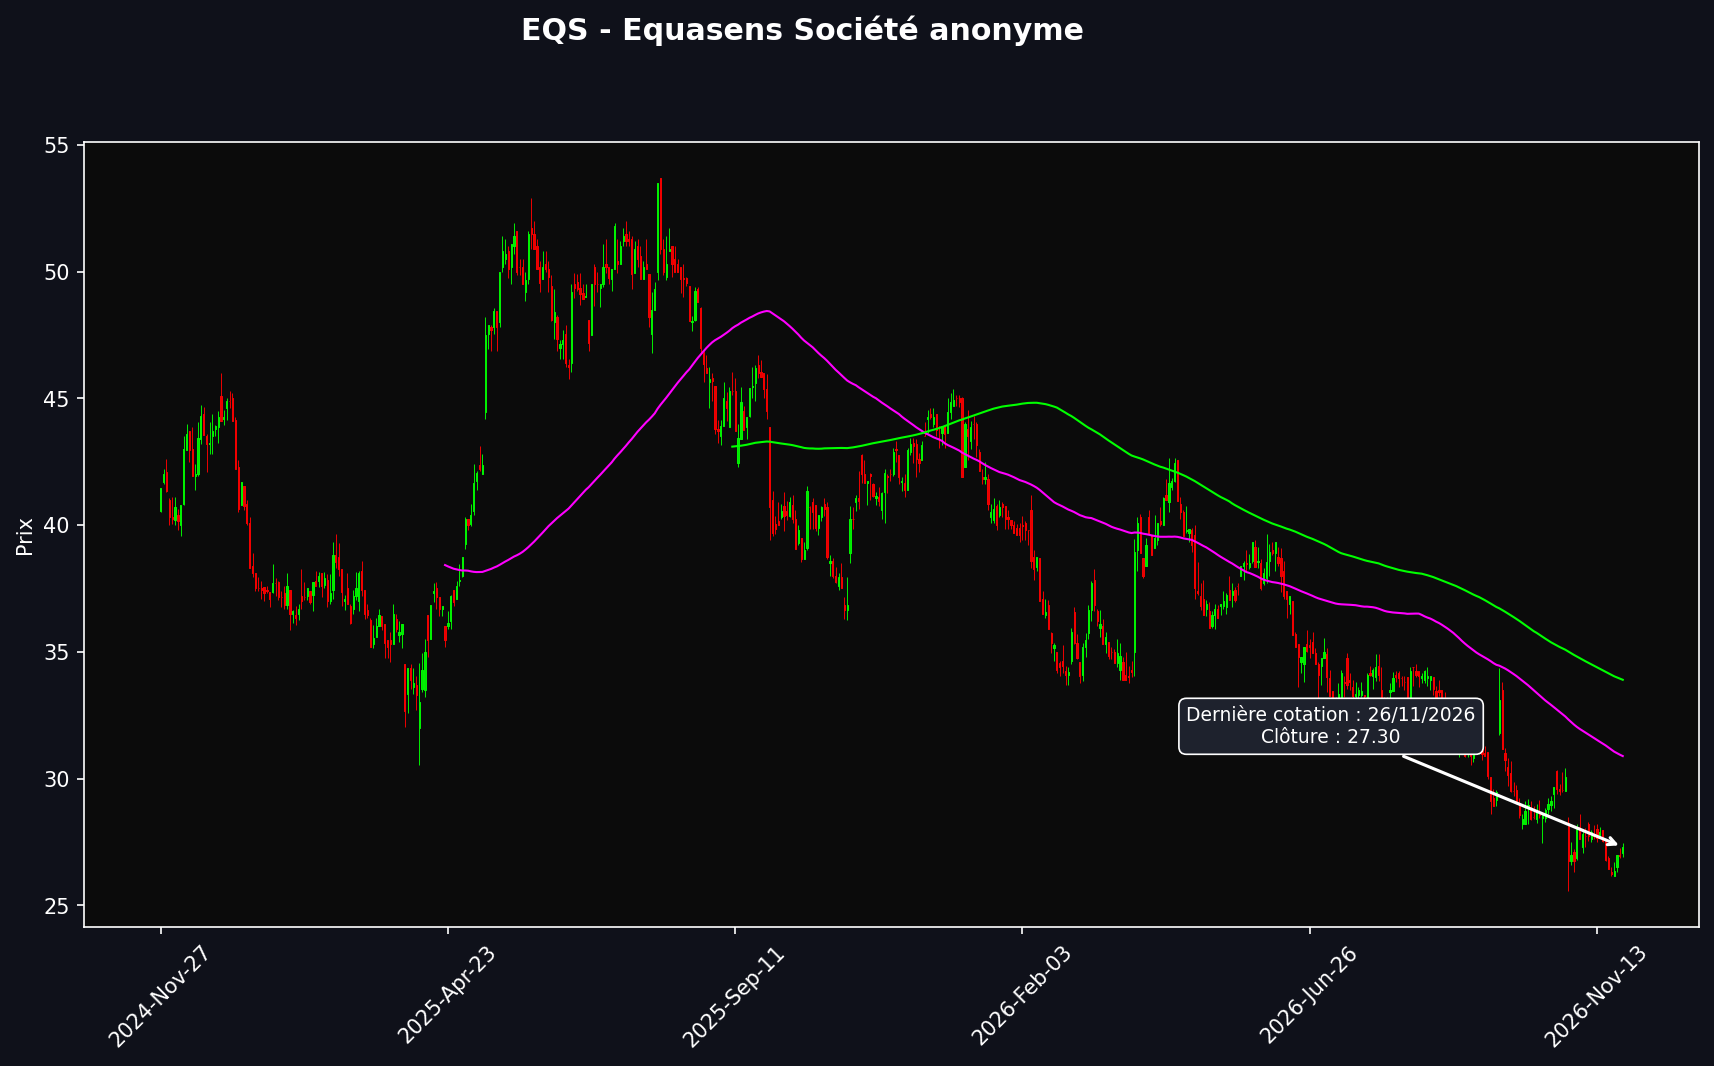 EQS - Equasens Société anonyme
55
50
45
40
35
30
25
Prix
Dernière cotation : 26/11/2026
Clôture : 27.30
2024-Nov-27
2025-Apr-23
2025-Sep-11
2026-Feb-03
2026-Jun-26
2026-Nov-13